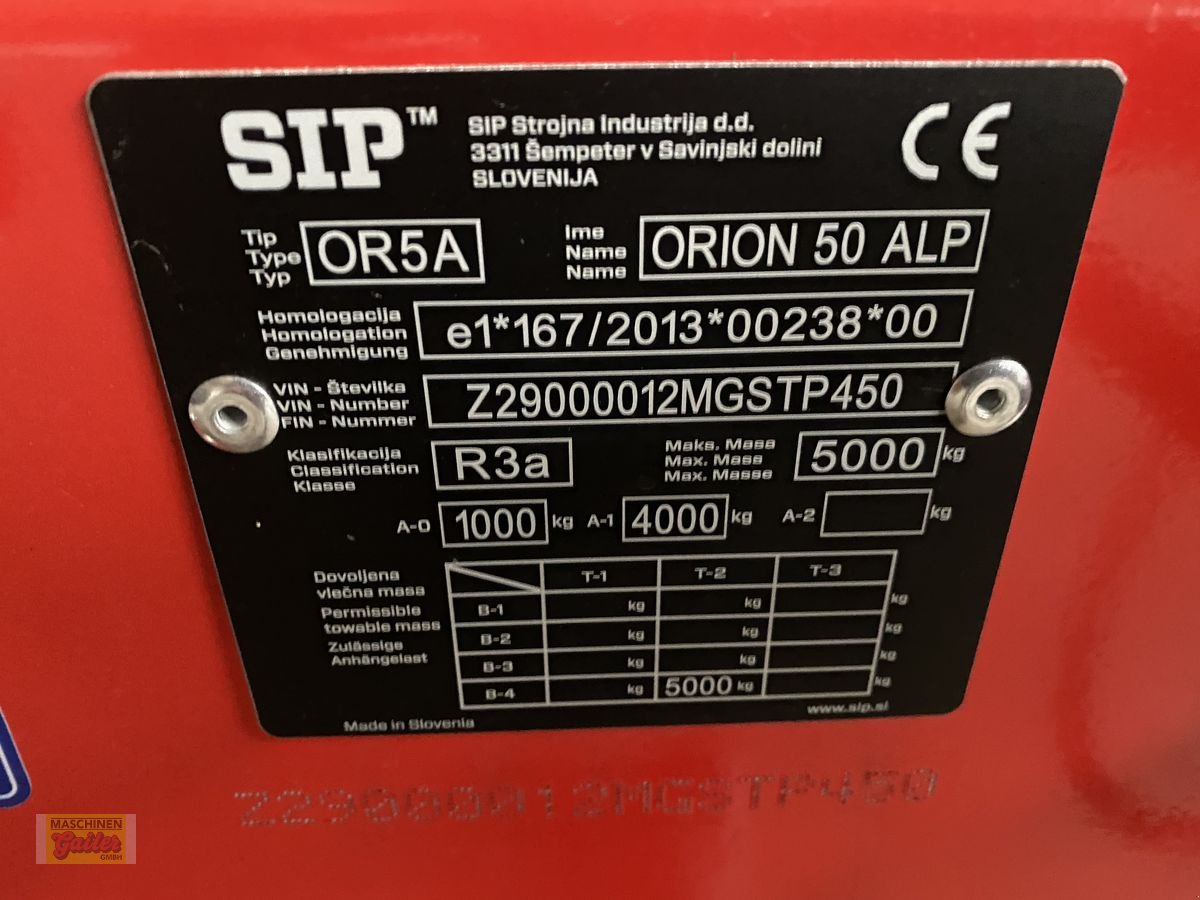 SIP™
SIP Strojna Industrija d.d.
3311 Šempeter v Savinjski dolini
SLOVENIJA
CE
Tip
Type
Typ
OR5A
Ime
Name
Name
ORION 50 ALP
Homologacija
Homologation
Genehmigung
e1*167/2013*00238*00
VIN - Številka
VIN - Number
FIN - Nummer
Z29000012MGSTP450
Klasifikacija
Classification
Klasse
R3a
Maks. Masa
Max. Mass
Max. Masse
5000 kg
A-0 1000 kg A-1 4000 kg A-2 kg
Dovoljena
vlečna masa
Permissible
towable mass
Zulässige
Anhängelast
T-1 T-2 T-3
B-1 kg kg kg
B-2 kg kg kg
B-3 kg kg kg
B-4 kg 5000 kg kg
Made in Slovenia
www.sip.si
Z29000012MGSTP450
MASCHINEN
Gailer
GMBH